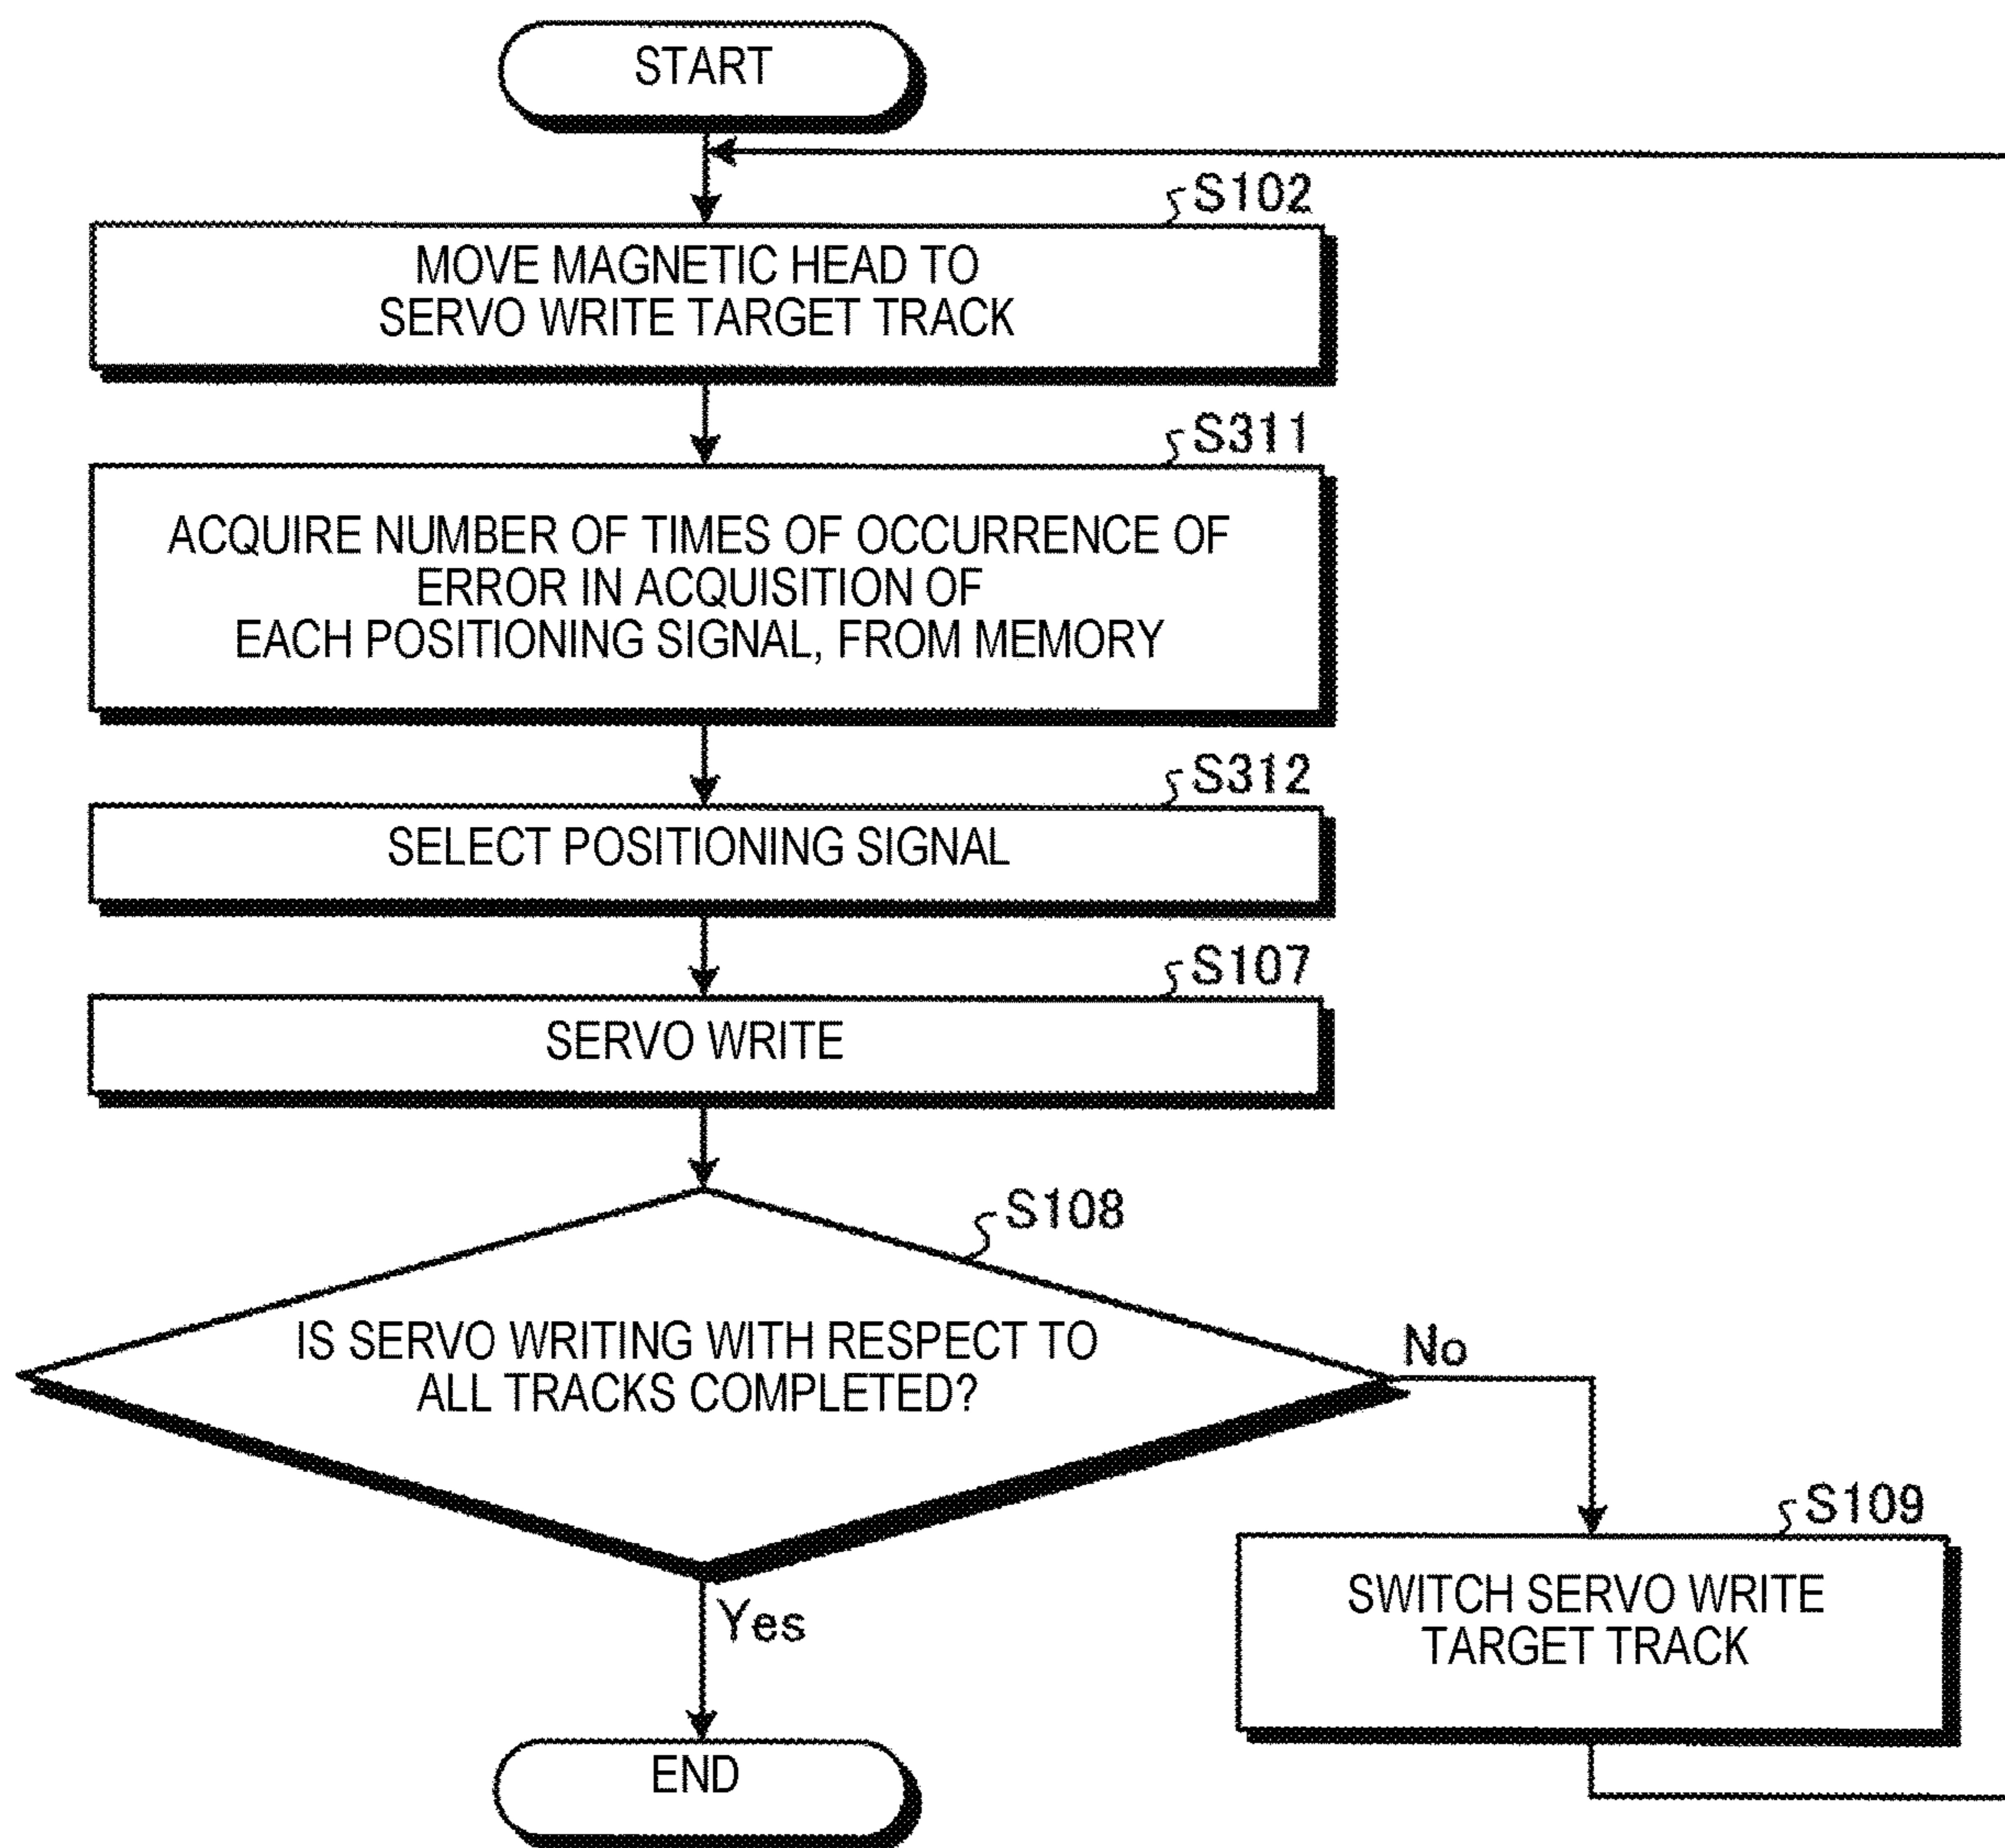 START
S102
MOVE MAGNETIC HEAD TO
SERVO WRITE TARGET TRACK
S311
ACQUIRE NUMBER OF TIMES OF OCCURRENCE OF
ERROR IN ACQUISITION OF
EACH POSITIONING SIGNAL, FROM MEMORY
S312
SELECT POSITIONING SIGNAL
S107
SERVO WRITE
S108
IS SERVO WRITING WITH RESPECT TO
ALL TRACKS COMPLETED?
No
S109
SWITCH SERVO WRITE
TARGET TRACK
Yes
END